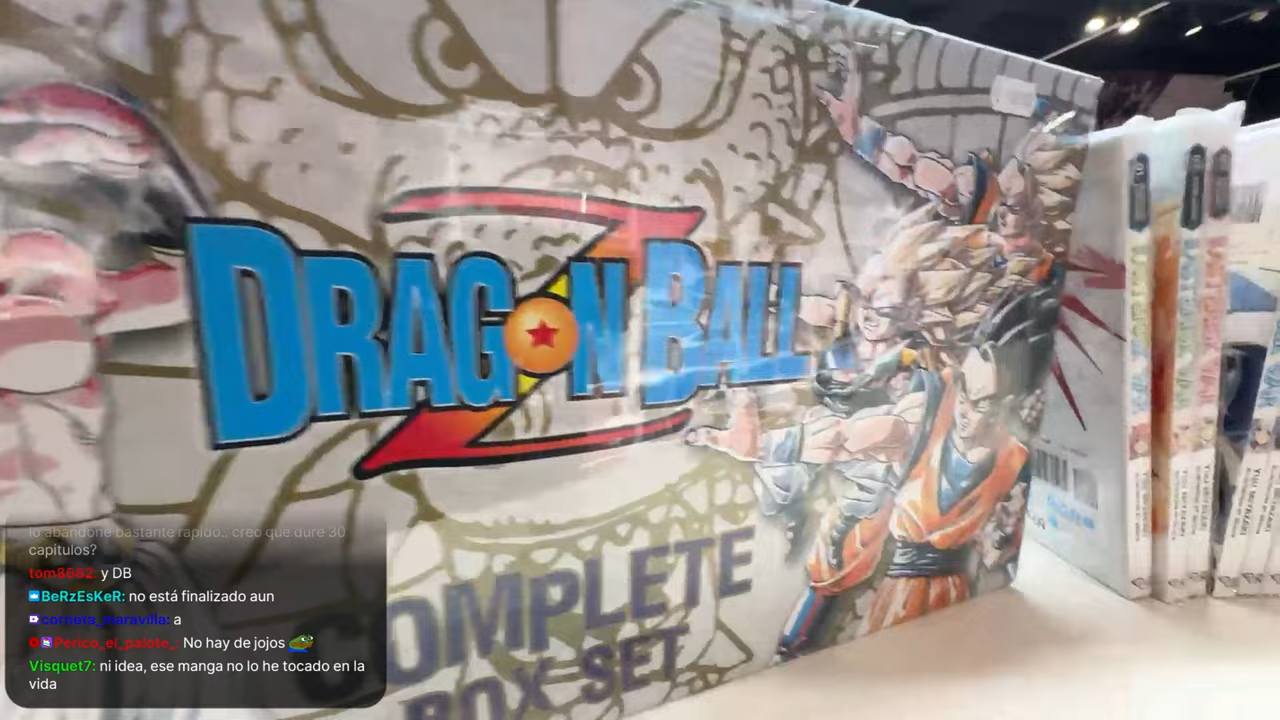 DRAGON BALL
Z
COMPLETE
BOX SET
lo abandoné bastante rapido.. creo que dure 30
capitulos?
tom8682: y DB
BeRzEsKeR: no está finalizado aun
corneta_maravilla: a
Perico_el_palote_: No hay de jojos
Visquet7: ni idea, ese manga no lo he tocado en la
vida